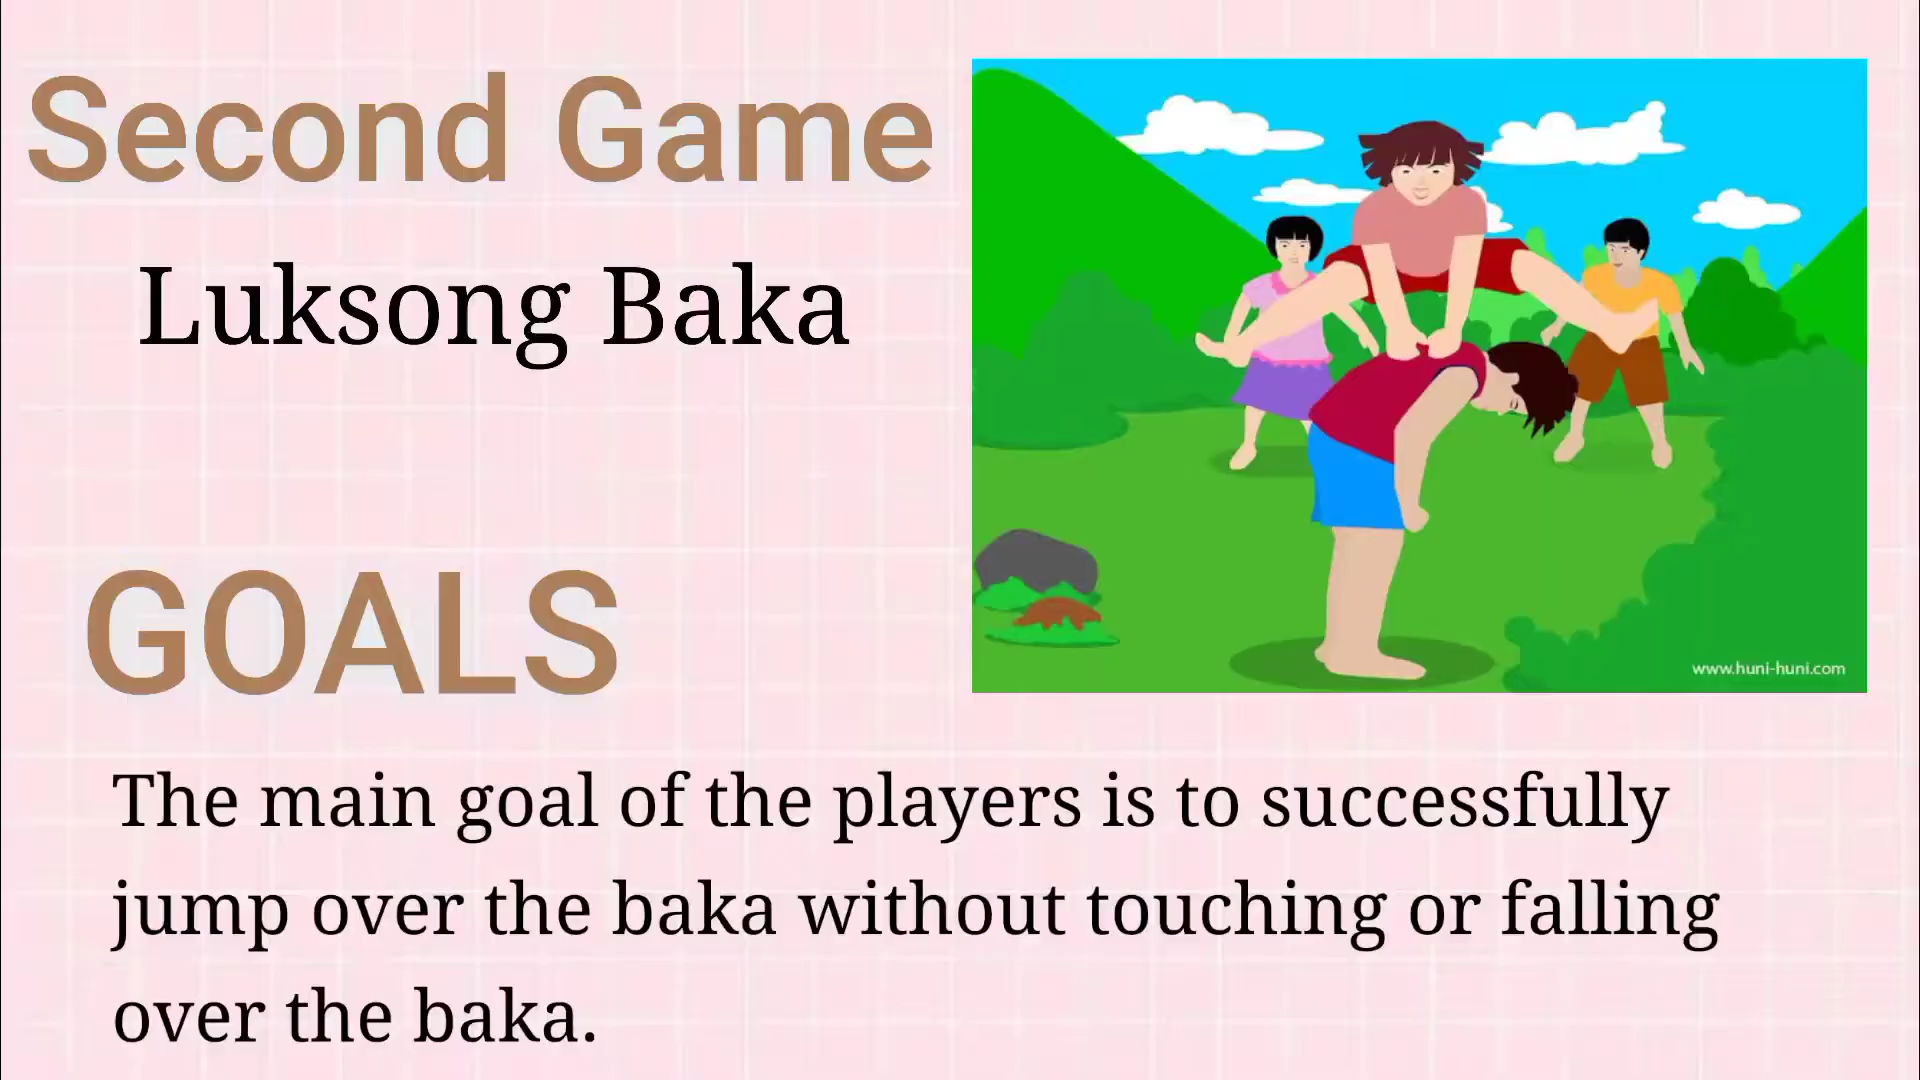 Second Game
Luksong Baka
GOALS
www.huni-huni.com
The main goal of the players is to successfully
jump over the baka without touching or falling
over the baka.